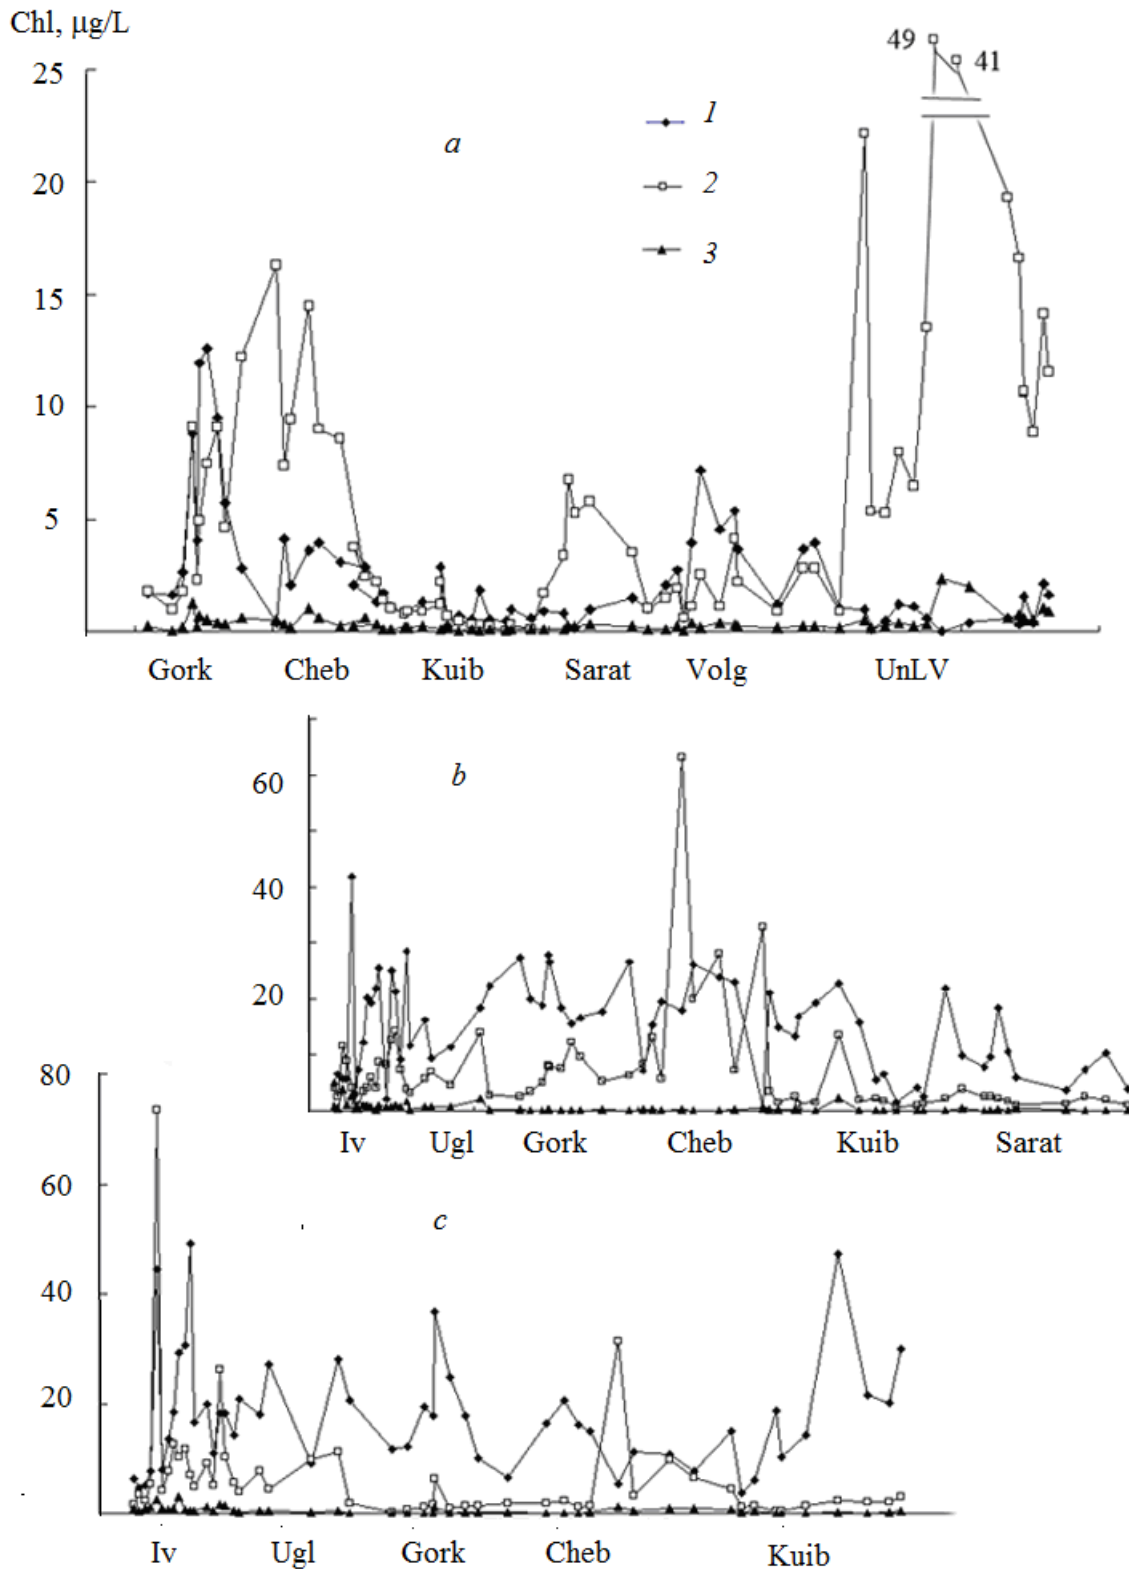 Chl, μg/L
49
41
25
1
a
20
2
3
15
10
5
Gork Cheb Kuib Sarat Volg UnLV
b
60
40
20
Iv Ugl Gork Cheb Kuib Sarat
80
60
c
40
20
Iv Ugl Gork Cheb Kuib